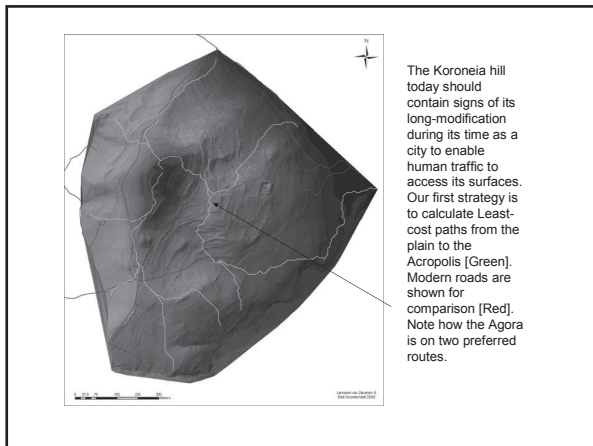 N
The Koroneia hill
today should
contain signs of its
long-modification
during its time as a
city to enable
human traffic to
access its surfaces.
Our first strategy is
to calculate Least-
cost paths from the
plain to the
Acropolis [Green].
Modern roads are
shown for
comparison [Red].
Note how the Agora
is on two preferred
routes.
Meters